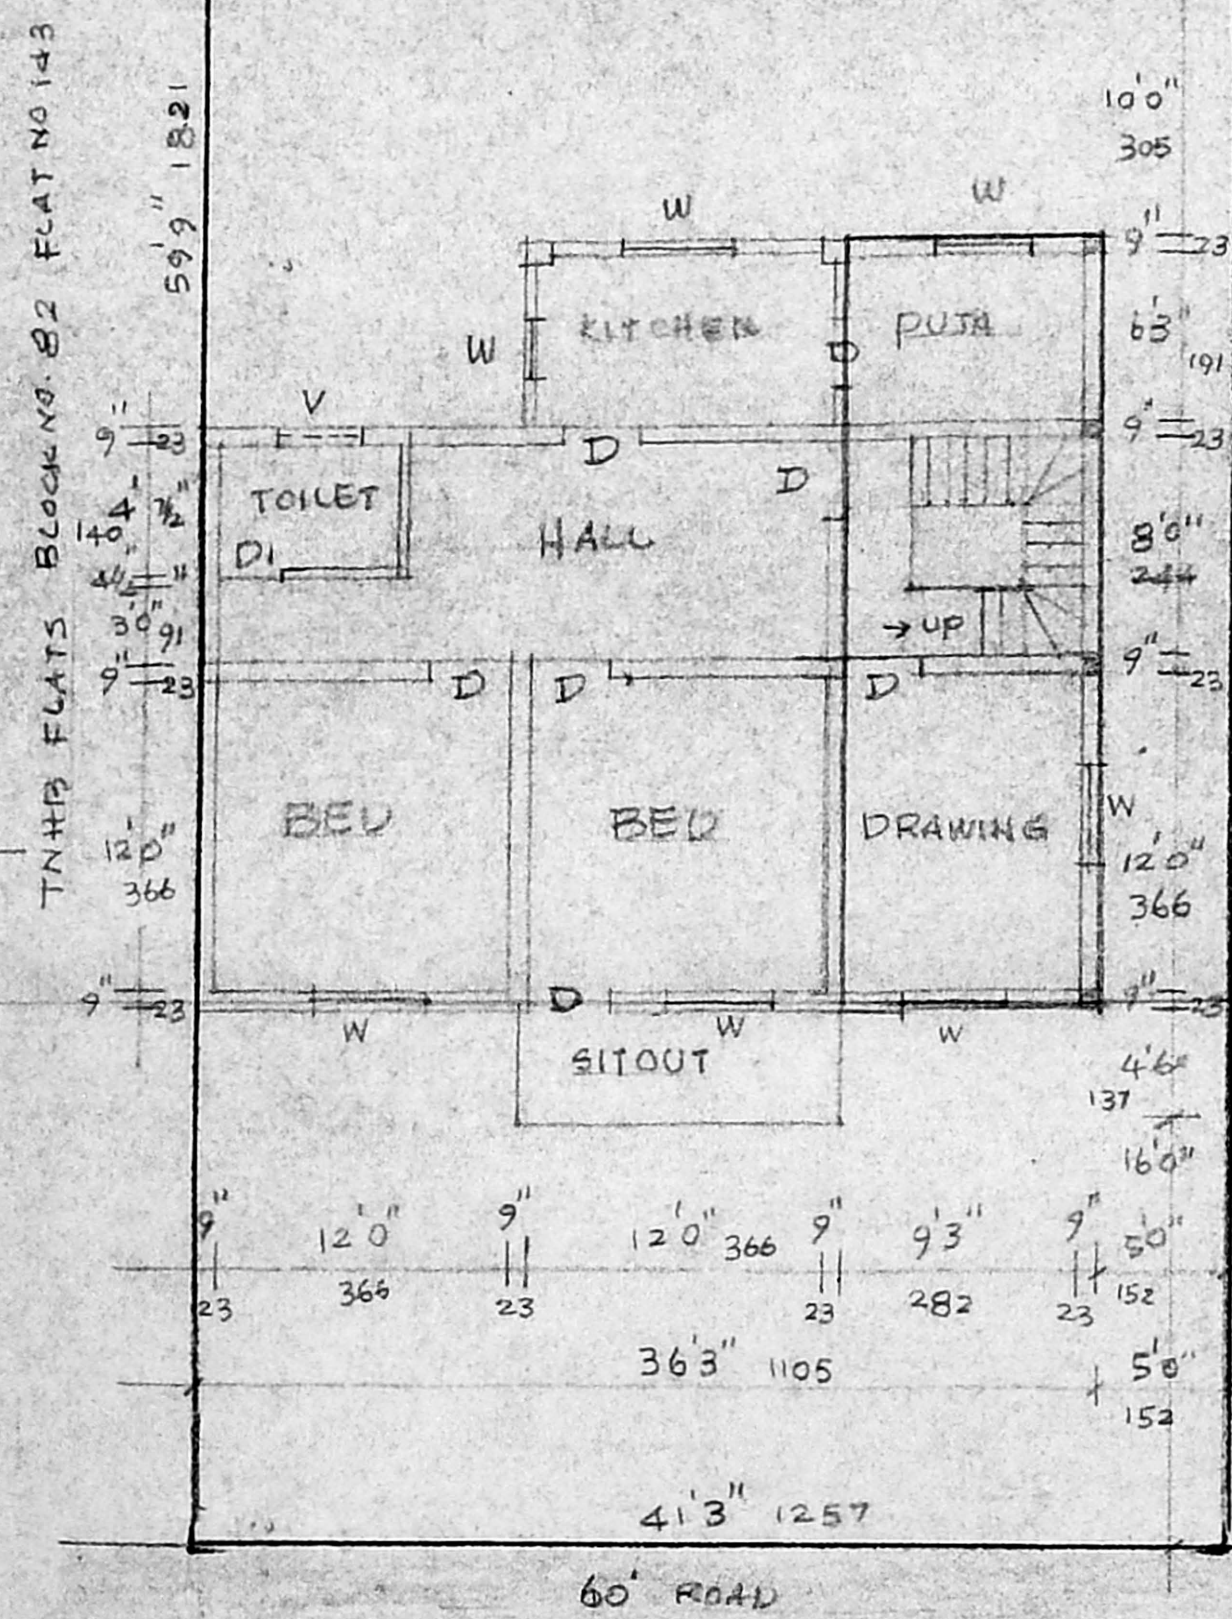 TNHB FLATS BLOCK NO. 82 FLAT NO 143
59'9" 1821
10'0"
305
W
W
9" 23
KITCHEN
PUJA
6'3"
191
W
D
V
9" 23
9" 23
D
TOILET
4' 7½"
140
D
HALL
8'0"
244
D1
4½"
3'0" 91
→ UP
9" 23
9" 23
D
D
D
BED
BED
DRAWING
W
12'0"
366
12'0"
366
9" 23
D
9" 23
W
W
W
SITOUT
4'6"
137
16'0"
9"
12'0"
9"
12'0" 366
9"
9'3"
9"
5'0"
23
366
23
23
282
23
152
36'3" 1105
5'0"
152
41'3" 1257
60' ROAD